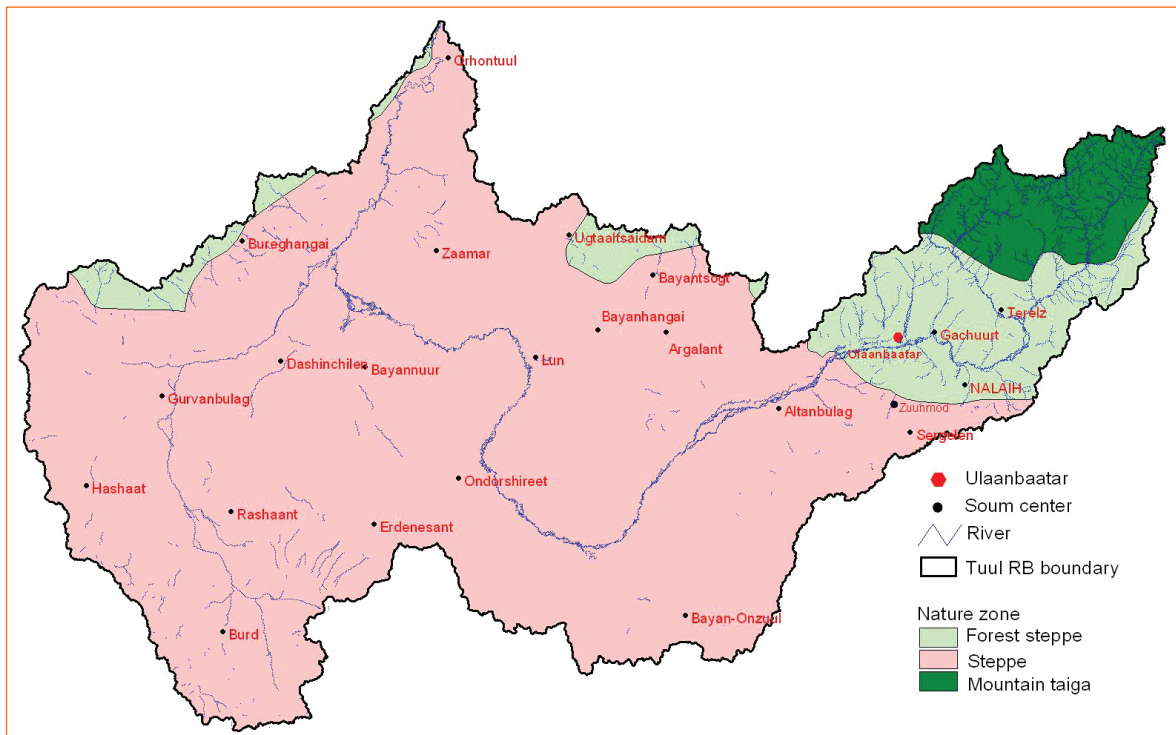 Orhontuul
Bureghangai
Zaamar
Ugtaaltsaidam
Bayantsogt
Bayanhangai
Argalant
Terelz
Gachuurt
Ulaanbaatar
Dashinchilen
Bayannuur
Lun
NALAIH
Gurvanbulag
Altanbulag
Zuuhmod
Sergelen
Hashaat
Ondorshireet
Rashaant
Erdenesant
Bayan-Onzuul
Burd
Ulaanbaatar
Soum center
River
Tuul RB boundary
Nature zone
Forest steppe
Steppe
Mountain taiga